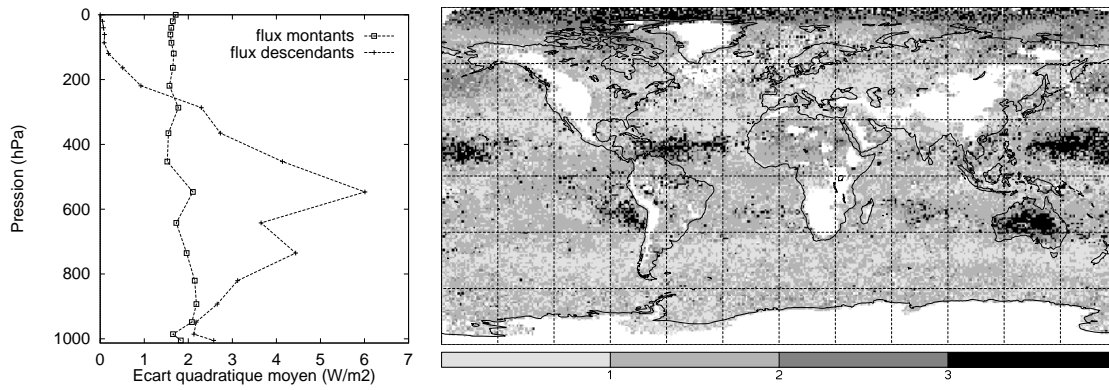 flux montants
flux descendants
Pression (hPa)
0
200
400
600
800
1000
0 1 2 3 4 5 6 7
Ecart quadratique moyen (W/m2)
1 2 3